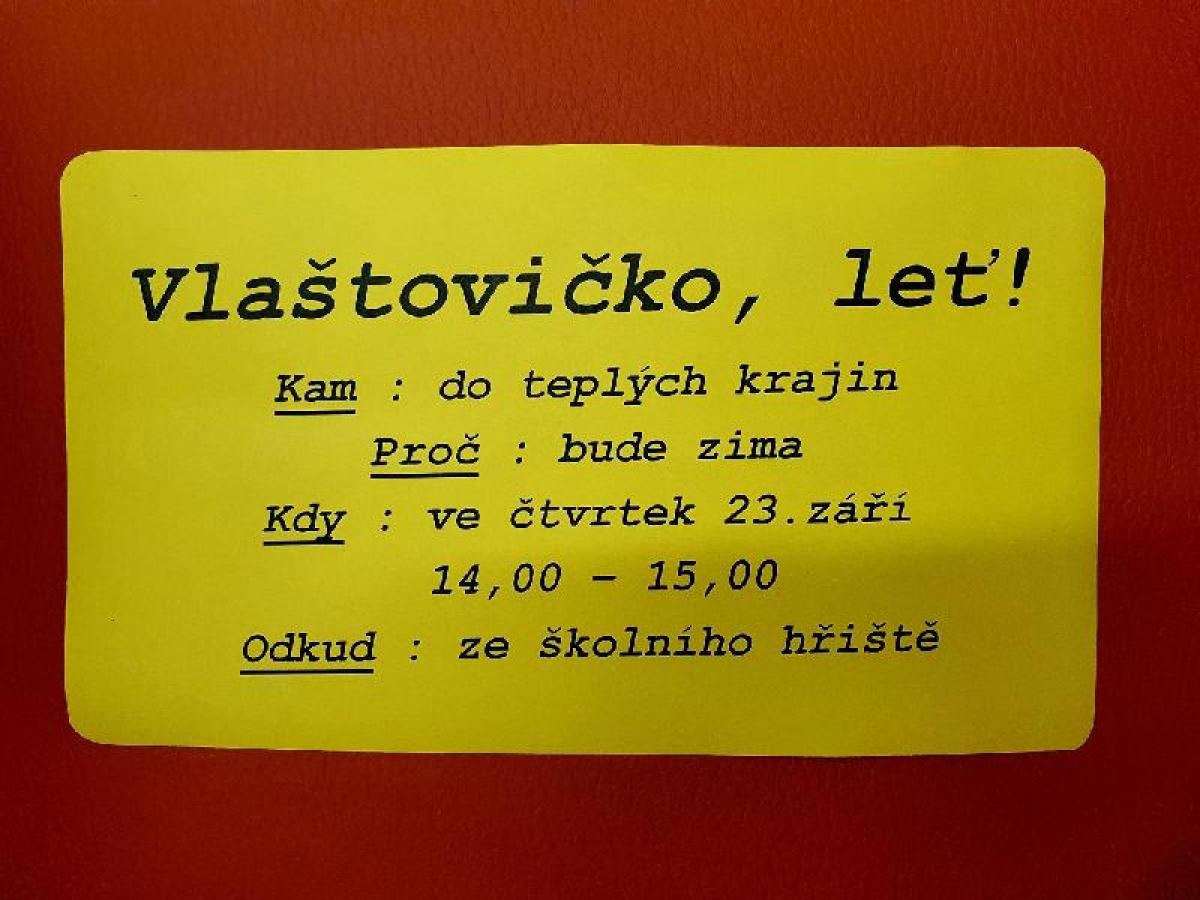 Vlaštovičko, leť!
Kam : do teplých krajin
Proč : bude zima
Kdy : ve čtvrtek 23.září
14,00 – 15,00
Odkud : ze školního hřiště